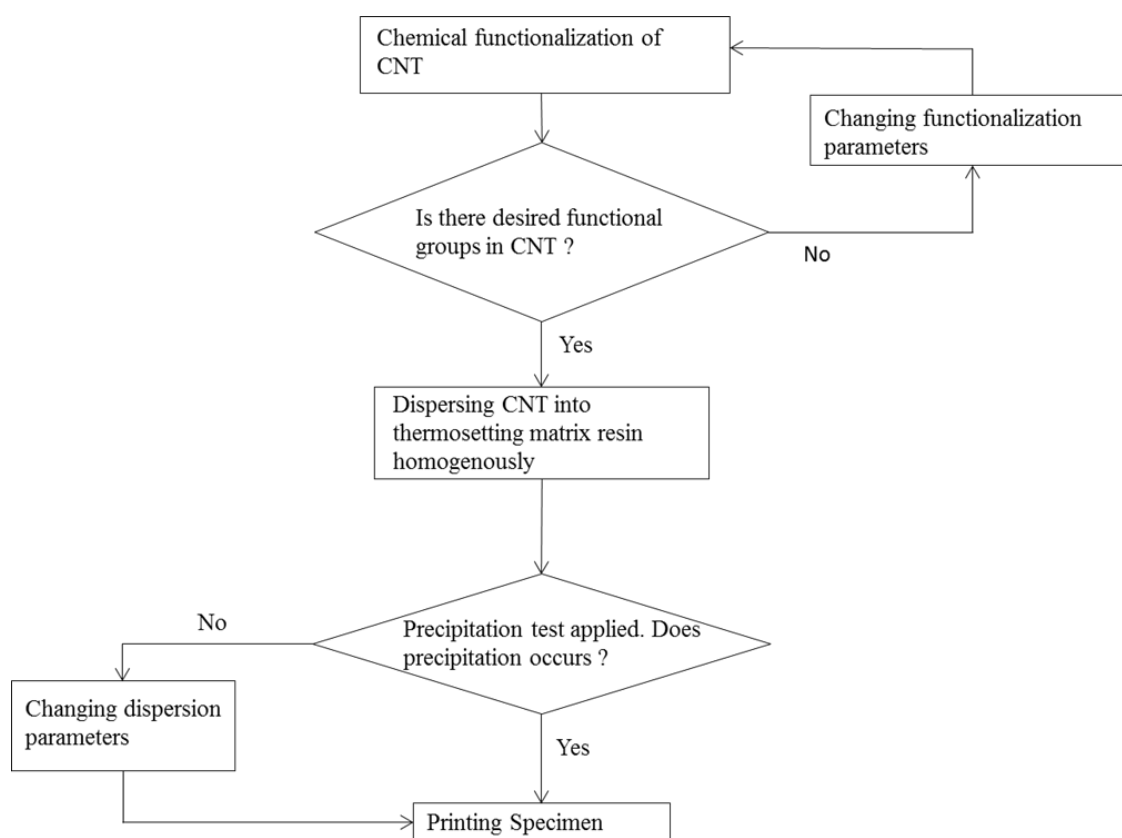 Chemical functionalization of
CNT
Changing functionalization
parameters
Is there desired functional
groups in CNT ?
No
Yes
Dispersing CNT into
thermosetting matrix resin
homogenously
No
Precipitation test applied. Does
precipitation occurs ?
Changing dispersion
parameters
Yes
Printing Specimen